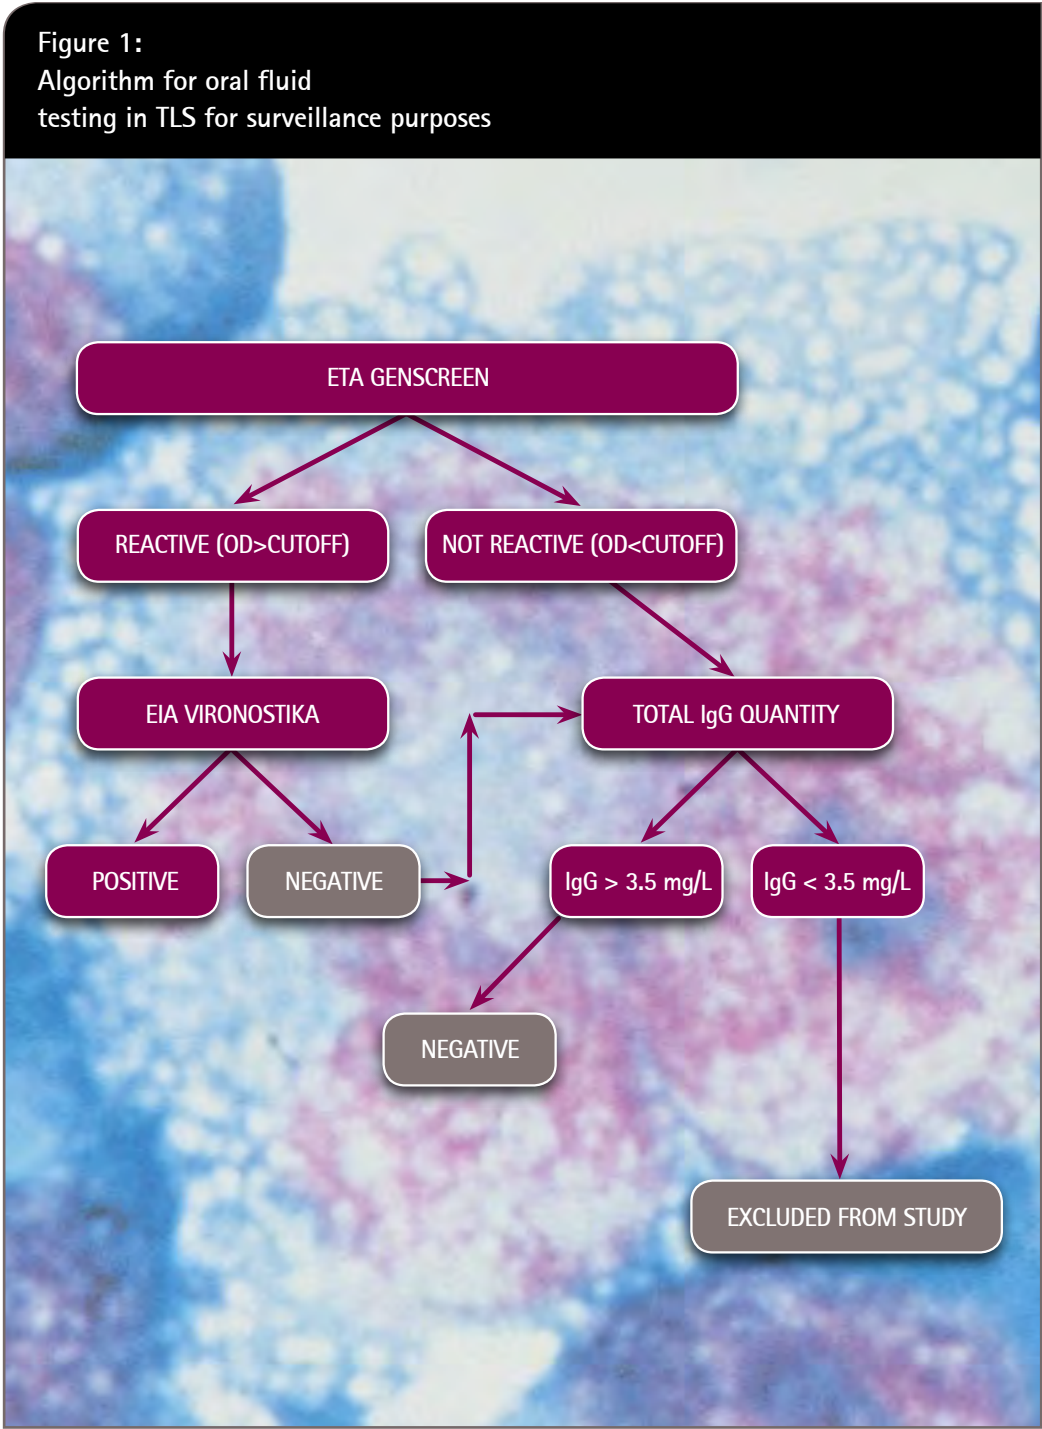 Figure 1:
Algorithm for oral fluid
testing in TLS for surveillance purposes
ETA GENSCREEN
REACTIVE (OD>CUTOFF)
NOT REACTIVE (OD<CUTOFF)
EIA VIRONOSTIKA
TOTAL IgG QUANTITY
POSITIVE
NEGATIVE
IgG > 3.5 mg/L
IgG < 3.5 mg/L
NEGATIVE
EXCLUDED FROM STUDY